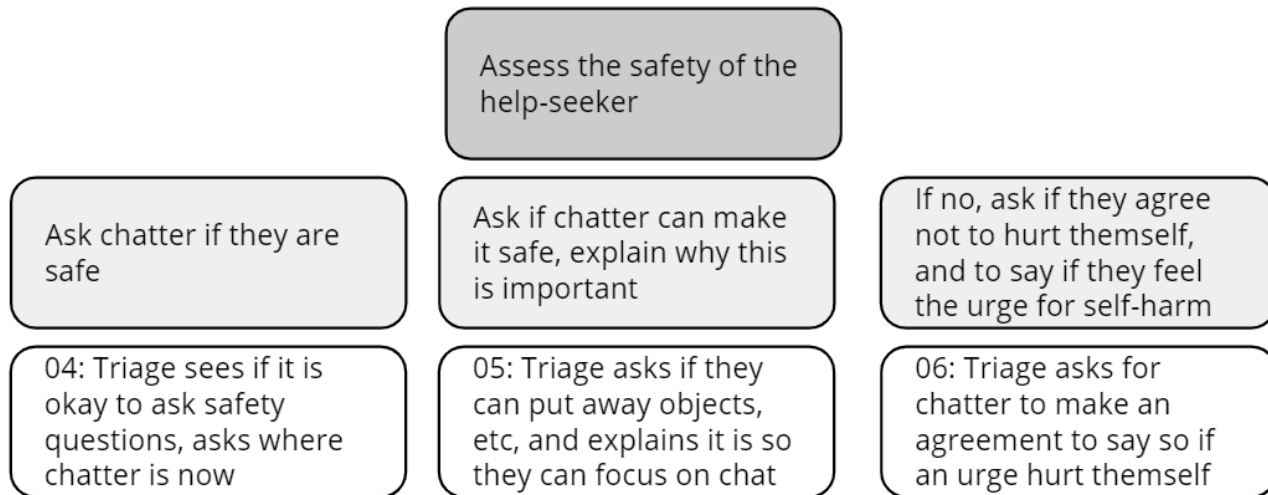 Assess the safety of the
help-seeker
Ask chatter if they are
safe
Ask if chatter can make
it safe, explain why this
is important
If no, ask if they agree
not to hurt themself,
and to say if they feel
the urge for self-harm
04: Triage sees if it is
okay to ask safety
questions, asks where
chatter is now
05: Triage asks if they
can put away objects,
etc, and explains it is so
they can focus on chat
06: Triage asks for
chatter to make an
agreement to say so if
an urge hurt themself